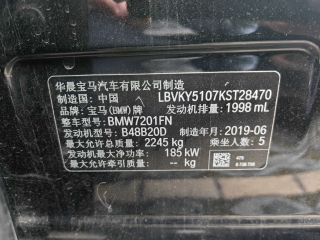 华晨宝马汽车有限公司制造
制造国: 中国 LBVKY5107KST28470
品牌: 宝马(BMW)牌 发动机排量: 1998 mL
整车型号: BMW7201FN
发动机型号: B48B20D 制造年月: 2019-06
最大允许总质量: 2245 kg 乘坐人数: 5
发动机最大净功率: 185 kW
最大允许牵引质量: -- kg